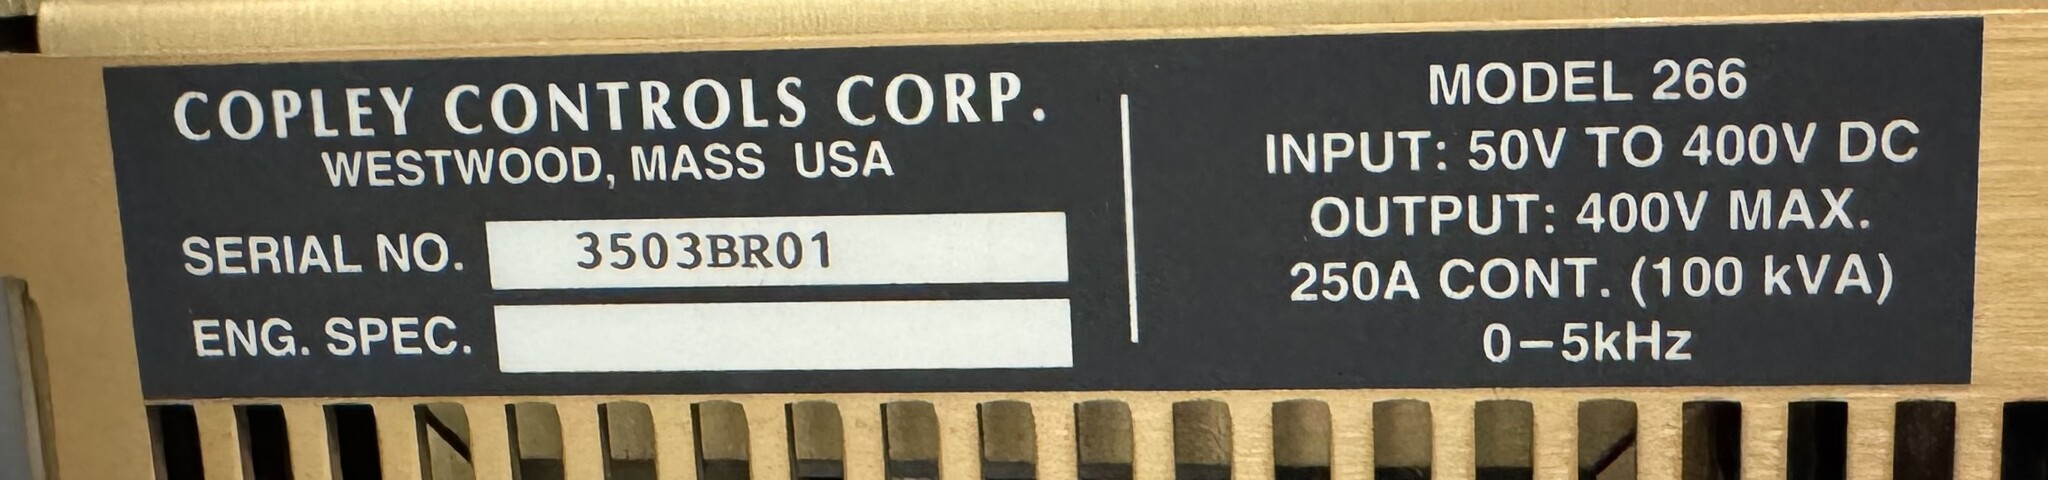 COPLEY CONTROLS CORP.
WESTWOOD, MASS USA
SERIAL NO. 3503BR01
ENG. SPEC.
MODEL 266
INPUT: 50V TO 400V DC
OUTPUT: 400V MAX.
250A CONT. (100 kVA)
0–5kHz